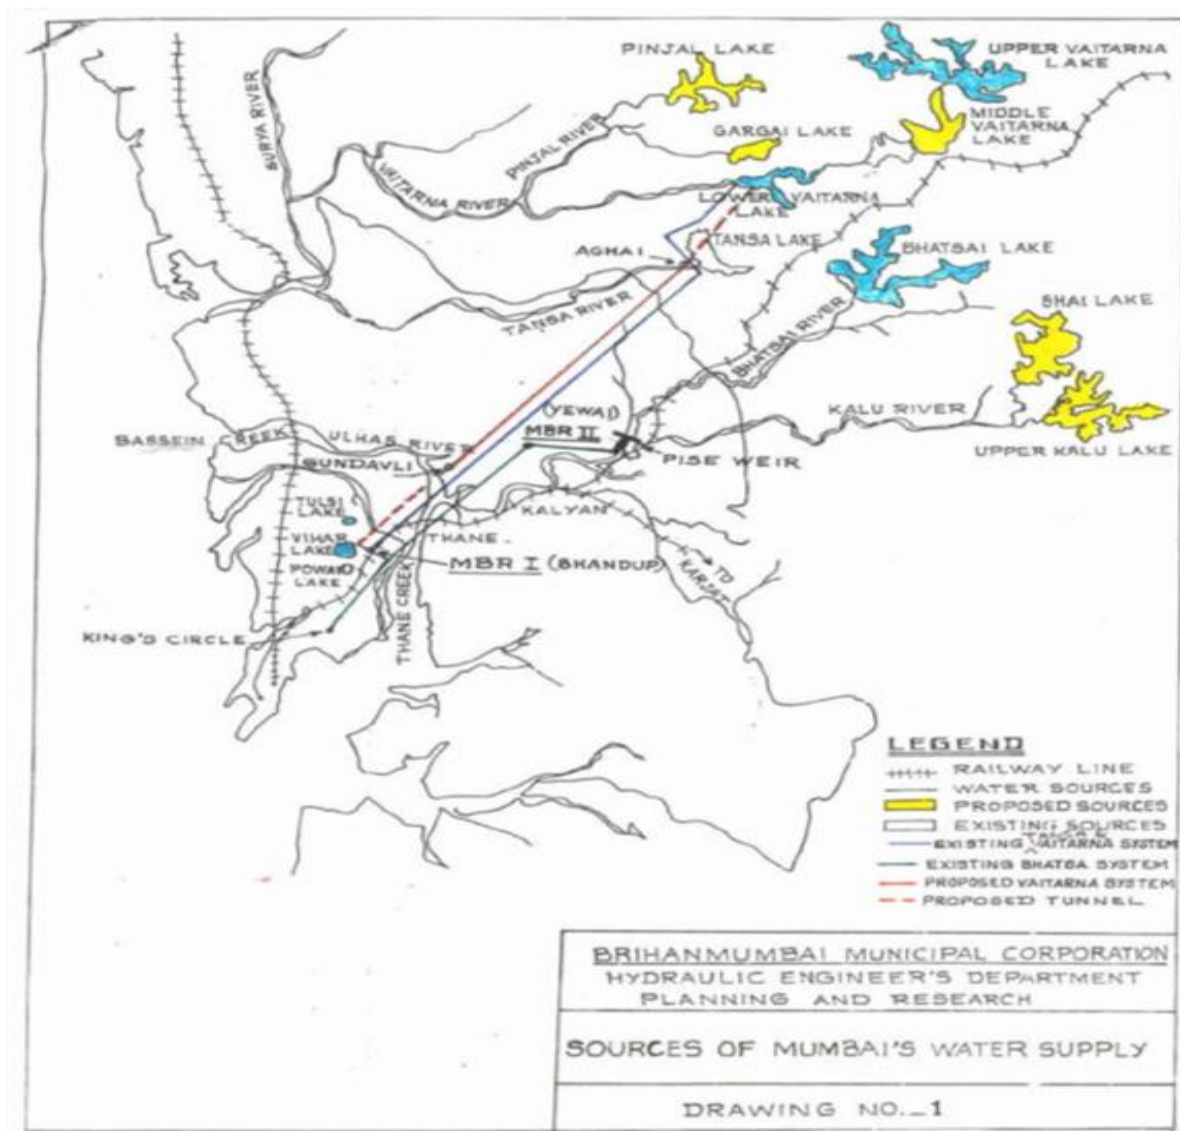 PINJAL LAKE
UPPER VAITARNA
LAKE
MIDDLE
VAITARNA
LAKE
GARGAI LAKE
SURYA RIVER
PINJAL RIVER
VAITARNA RIVER
LOWER VAITARNA
LAKE
TANSA LAKE
AGHAI
BHATSAI LAKE
TANSA RIVER
SHAI LAKE
BHATSAI RIVER
KALU RIVER
(YEWAI)
MBR II
BASSEIN CREEK
ULHAS RIVER
GUNDAVLI
PISE WEIR
UPPER KALU LAKE
TULSI
LAKE
KALYAN
VIHAR
LAKE
THANE
POWAI
LAKE
MBR I (BHANDUP)
TO
KARJAT
THANE CREEK
KING'S CIRCLE
LEGEND
RAILWAY LINE
WATER SOURCES
PROPOSED SOURCES
EXISTING SOURCES
EXISTING VAITARNA SYSTEM
EXISTING BHATSA SYSTEM
PROPOSED VAITARNA SYSTEM
PROPOSED TUNNEL
BRIHANMUMBAI MUNICIPAL CORPORATION
HYDRAULIC ENGINEER'S DEPARTMENT
PLANNING AND RESEARCH
SOURCES OF MUMBAI'S WATER SUPPLY
DRAWING NO._1